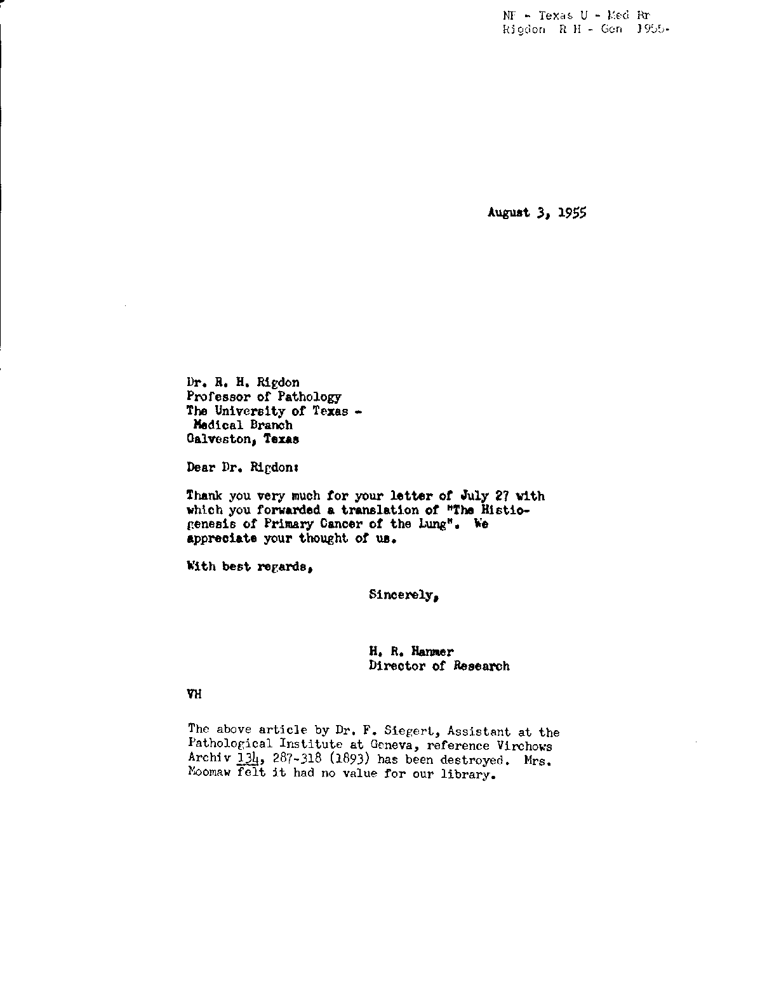 NF - Texas U - Med Br
Rigdon R H - Gen 1955-
August 3, 1955
Dr. R. H. Rigdon
Professor of Pathology
The University of Texas -
Medical Branch
Galveston, Texas
Dear Dr. Rigdon:
Thank you very much for your letter of July 27 with
which you forwarded a translation of "The Histio-
genesis of Primary Cancer of the Lung". We
appreciate your thought of us.
With best regards,
Sincerely,
H. R. Hanmer
Director of Research
VH
The above article by Dr. F. Siegert, Assistant at the
Pathological Institute at Geneva, reference Virchows
Archiv 134, 287-318 (1893) has been destroyed. Mrs.
Moomaw felt it had no value for our library.